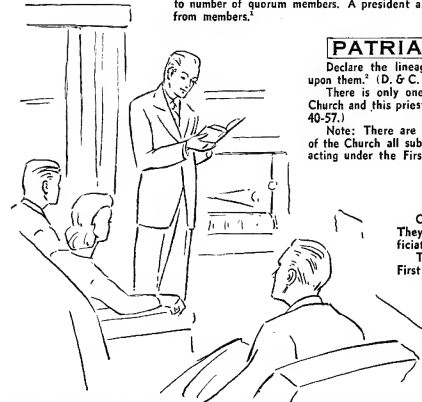 to number of quorum members. A president a
from members.¹
PATRIA
Declare the lineag
upon them.² (D. & C.
There is only one
Church and this pries
40-57.)
Note: There are
of the Church all sub
acting under the Firs
They
ficiat
T
First